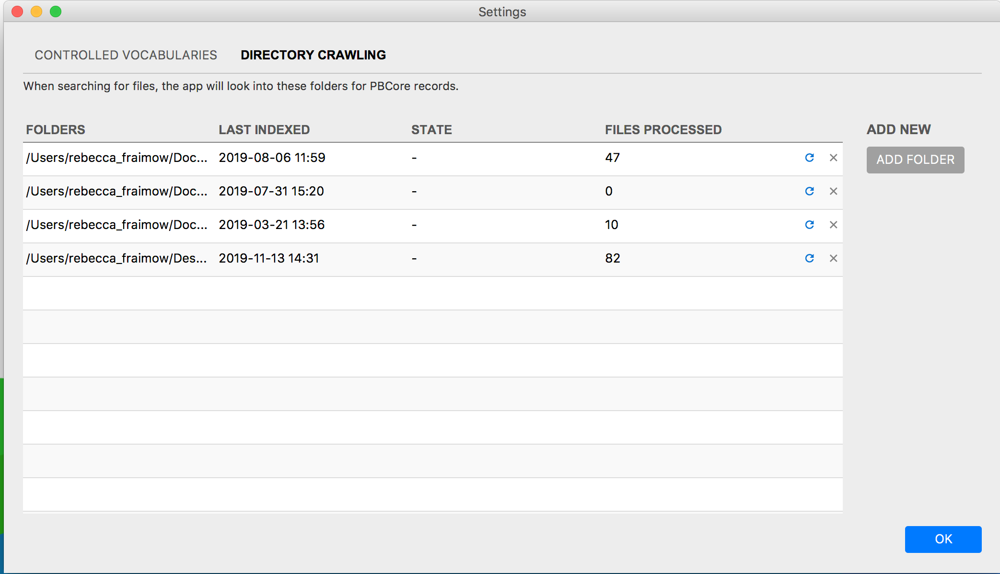 Settings
CONTROLLED VOCABULARIES DIRECTORY CRAWLING
When searching for files, the app will look into these folders for PBCore records.
FOLDERS LAST INDEXED STATE FILES PROCESSED ADD NEW
/Users/rebecca_fraimow/Doc... 2019-08-06 11:59 - 47 ADD FOLDER
/Users/rebecca_fraimow/Doc... 2019-07-31 15:20 - 0
/Users/rebecca_fraimow/Doc... 2019-03-21 13:56 - 10
/Users/rebecca_fraimow/Des... 2019-11-13 14:31 - 82
OK